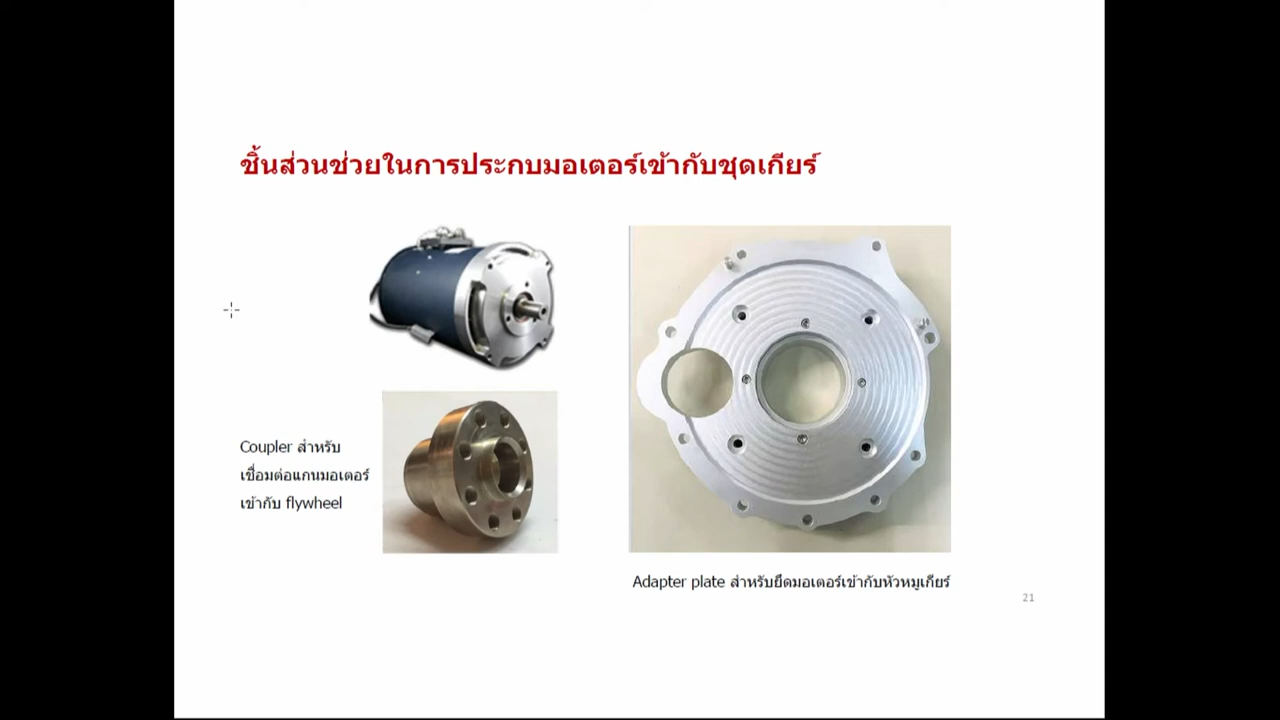 ชิ้นส่วนช่วยในการประกบมอเตอร์เข้ากับชุดเกียร์
Coupler สำหรับ
เชื่อมต่อแกนมอเตอร์
เข้ากับ flywheel
Adapter plate สำหรับยึดมอเตอร์เข้ากับหัวหมูเกียร์
21